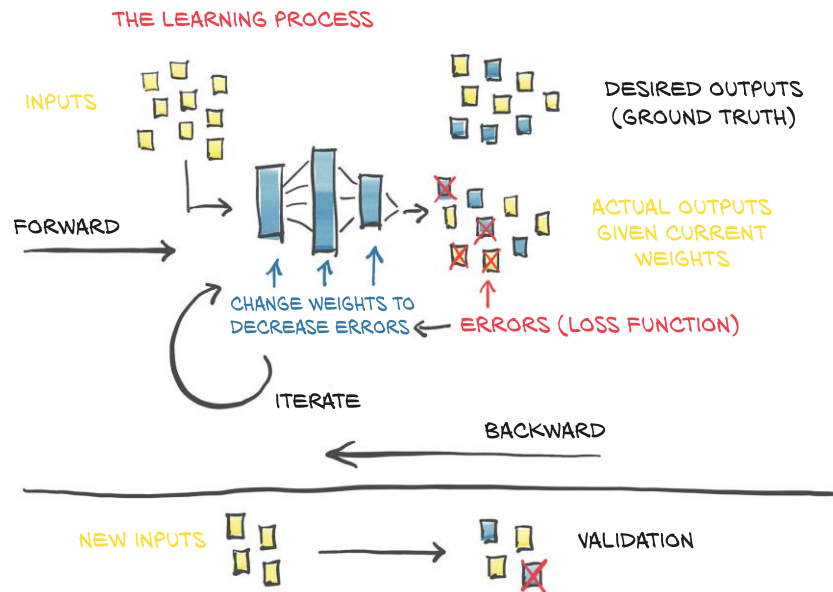 THE LEARNING PROCESS
INPUTS
DESIRED OUTPUTS
(GROUND TRUTH)
FORWARD
ACTUAL OUTPUTS
GIVEN CURRENT
WEIGHTS
CHANGE WEIGHTS TO
DECREASE ERRORS
ERRORS (LOSS FUNCTION)
ITERATE
BACKWARD
NEW INPUTS
VALIDATION